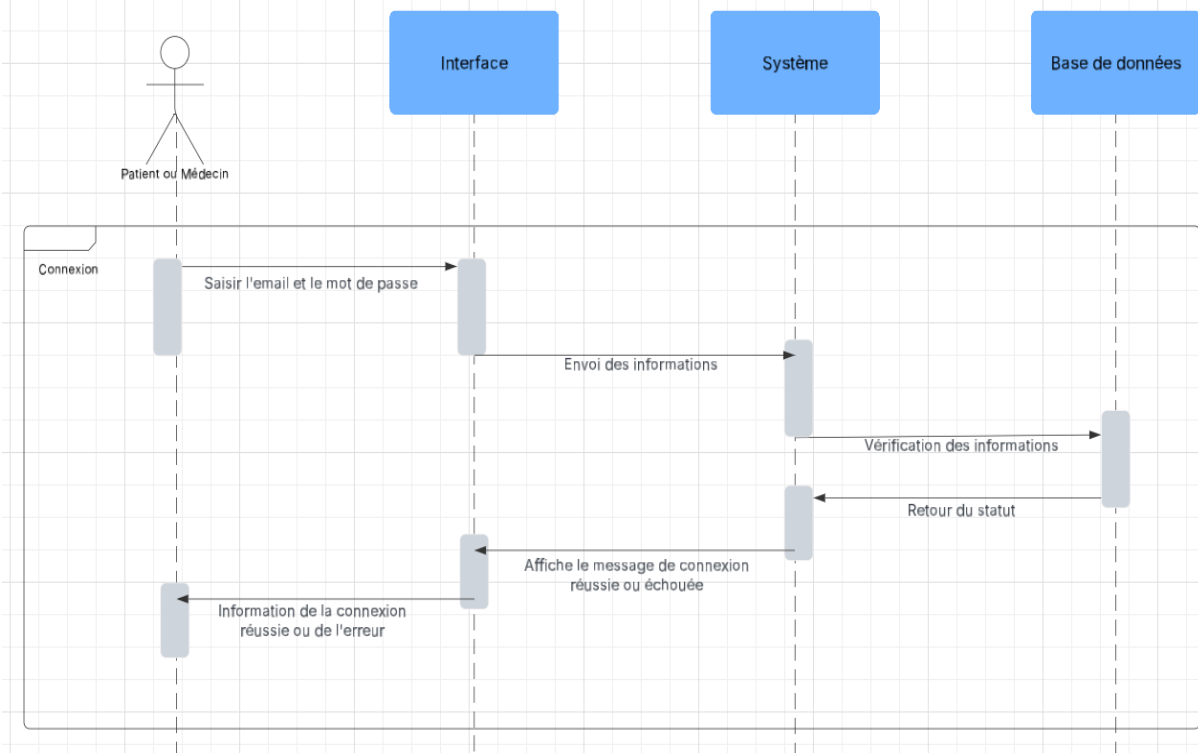 Interface
Système
Base de données
Patient ou Médecin
Connexion
Saisir l'email et le mot de passe
Envoi des informations
Vérification des informations
Retour du statut
Affiche le message de connexion
réussie ou échouée
Information de la connexion
réussie ou de l'erreur